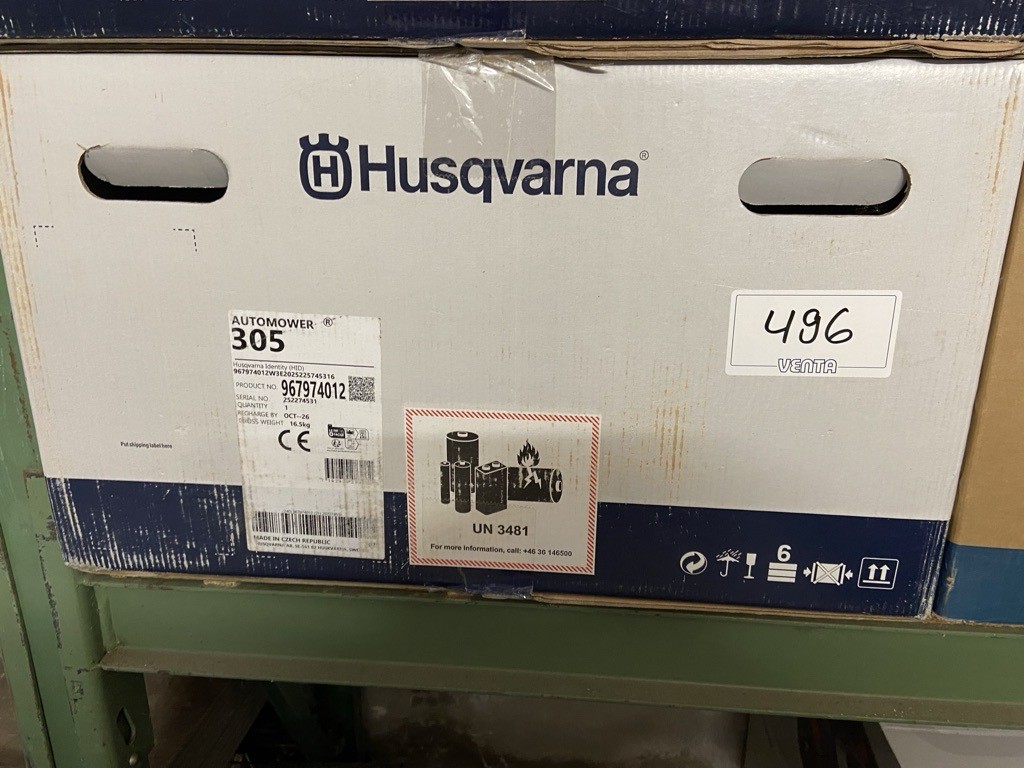 Husqvarna®
AUTOMOWER ®
305
Husqvarna Identity (HID)
967974012W3E2025225745316
PRODUCT NO. 967974012
SERIAL NO. 252274531
QUANTITY 1
RECHARGE BY OCT--26
GROSS WEIGHT 16.5kg
CE
MADE IN CZECH REPUBLIC
496
VENTA
Put shipping label here
UN 3481
For more information, call: +46 36 146500
6